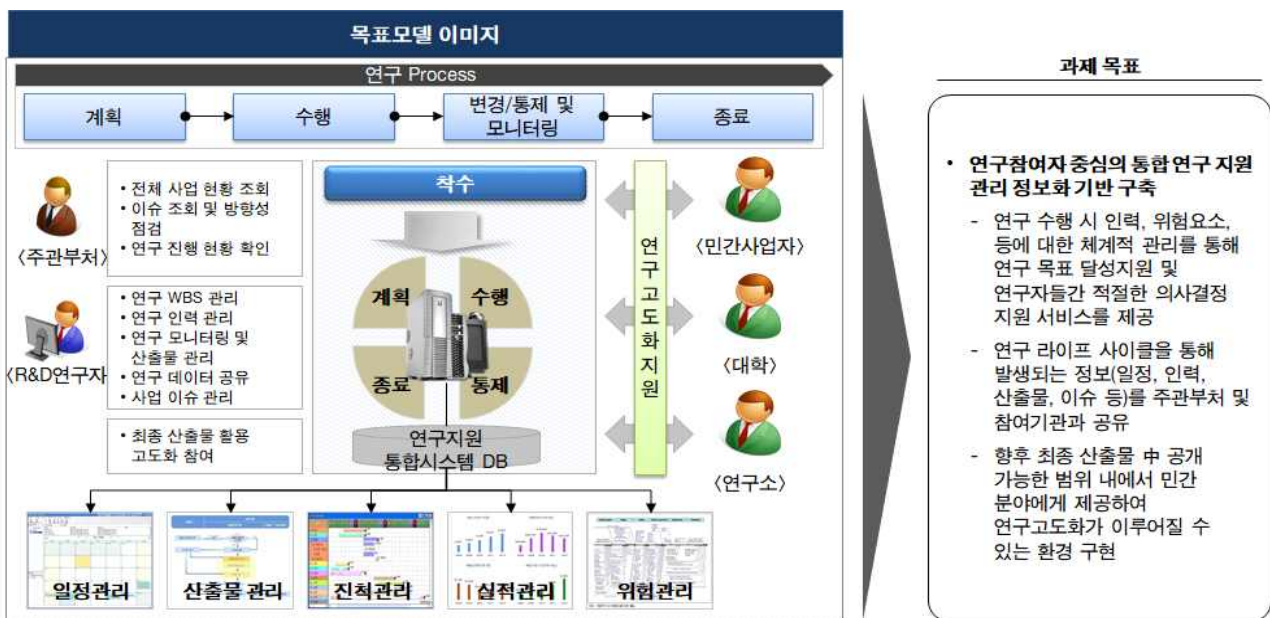 목표모델 이미지
연구 Process
계획
수행
변경/통제 및
모니터링
종료
<주관부처>
• 전체 사업 현황 조회
• 이슈 조회 및 방향성
점검
• 연구 진행 현황 확인
<R&D연구자>
• 연구 WBS 관리
• 연구 인력 관리
• 연구 모니터링 및
산출물 관리
• 연구 데이터 공유
• 사업 이슈 관리
• 최종 산출물 활용
고도화 참여
착수
계획
수행
종료
통제
연구지원
통합시스템 DB
연구고도화지원
<민간사업자>
<대학>
<연구소>
일정관리
산출물 관리
진척관리
실적관리
위험관리
과제 목표
• 연구참여자 중심의 통합 연구 지원
관리 정보화 기반 구축
- 연구 수행 시 인력, 위험요소,
등에 대한 체계적 관리를 통해
연구 목표 달성지원 및
연구자들간 적절한 의사결정
지원 서비스를 제공
- 연구 라이프 사이클을 통해
발생되는 정보(일정, 인력,
산출물, 이슈 등)를 주관부처 및
참여기관과 공유
- 향후 최종 산출물 中 공개
가능한 범위 내에서 민간
분야에게 제공하여
연구고도화가 이루어질 수
있는 환경 구현